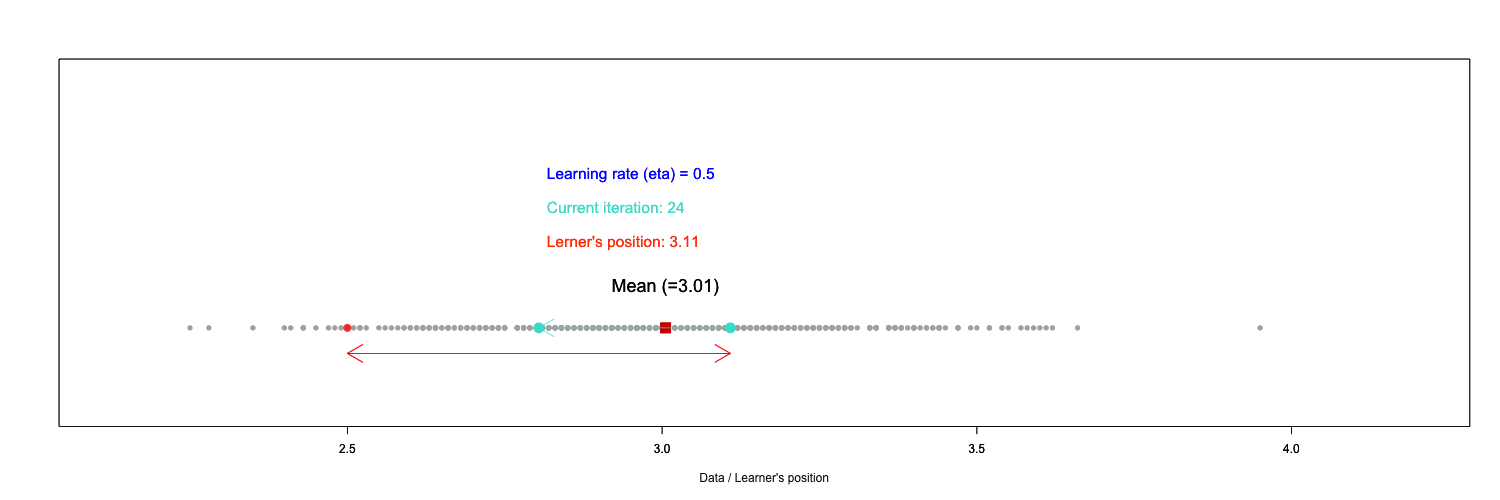 Learning rate (eta) = 0.5
Current iteration: 24
Lerner's position: 3.11
Mean (=3.01)
2.5 3.0 3.5 4.0
Data / Learner's position